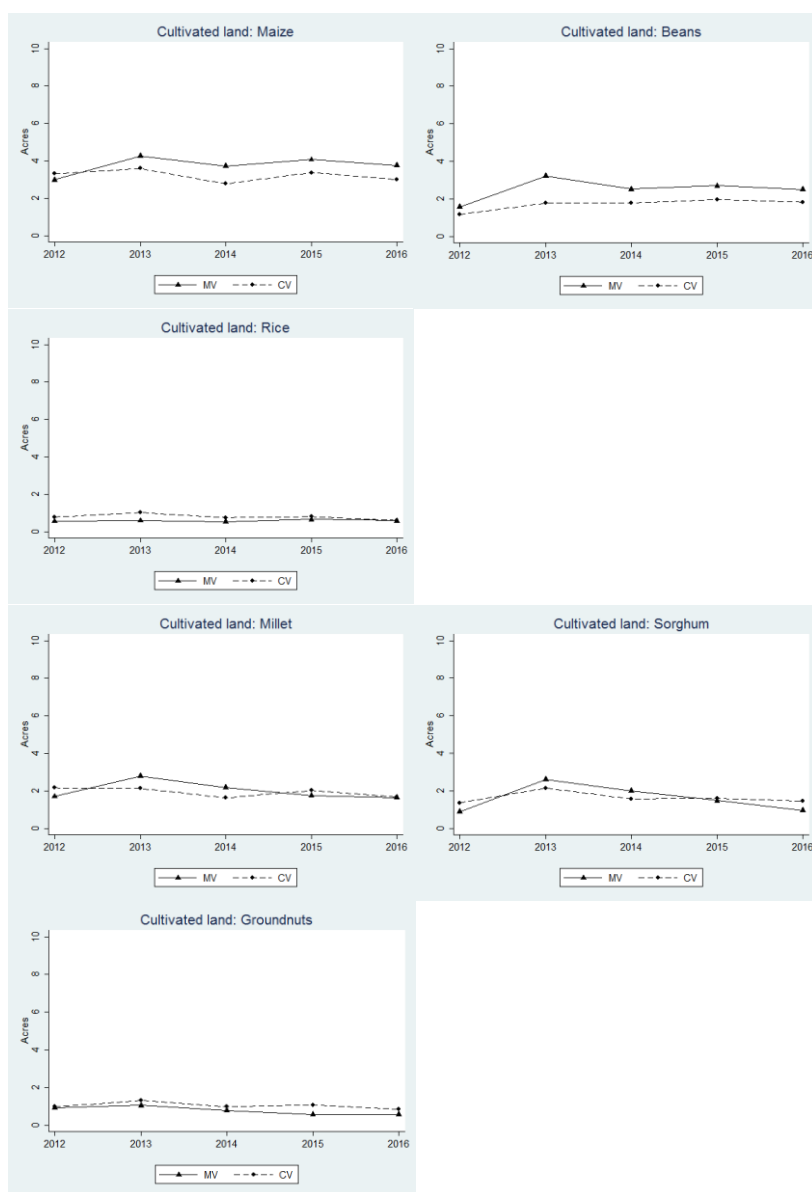 Cultivated land: Maize
Acres
10
8
6
4
2
0
2012 2013 2014 2015 2016
MV CV
Cultivated land: Beans
Acres
10
8
6
4
2
0
2012 2013 2014 2015 2016
MV CV
Cultivated land: Rice
Acres
10
8
6
4
2
0
2012 2013 2014 2015 2016
MV CV
Cultivated land: Millet
Acres
10
8
6
4
2
0
2012 2013 2014 2015 2016
MV CV
Cultivated land: Sorghum
Acres
10
8
6
4
2
0
2012 2013 2014 2015 2016
MV CV
Cultivated land: Groundnuts
Acres
10
8
6
4
2
0
2012 2013 2014 2015 2016
MV CV